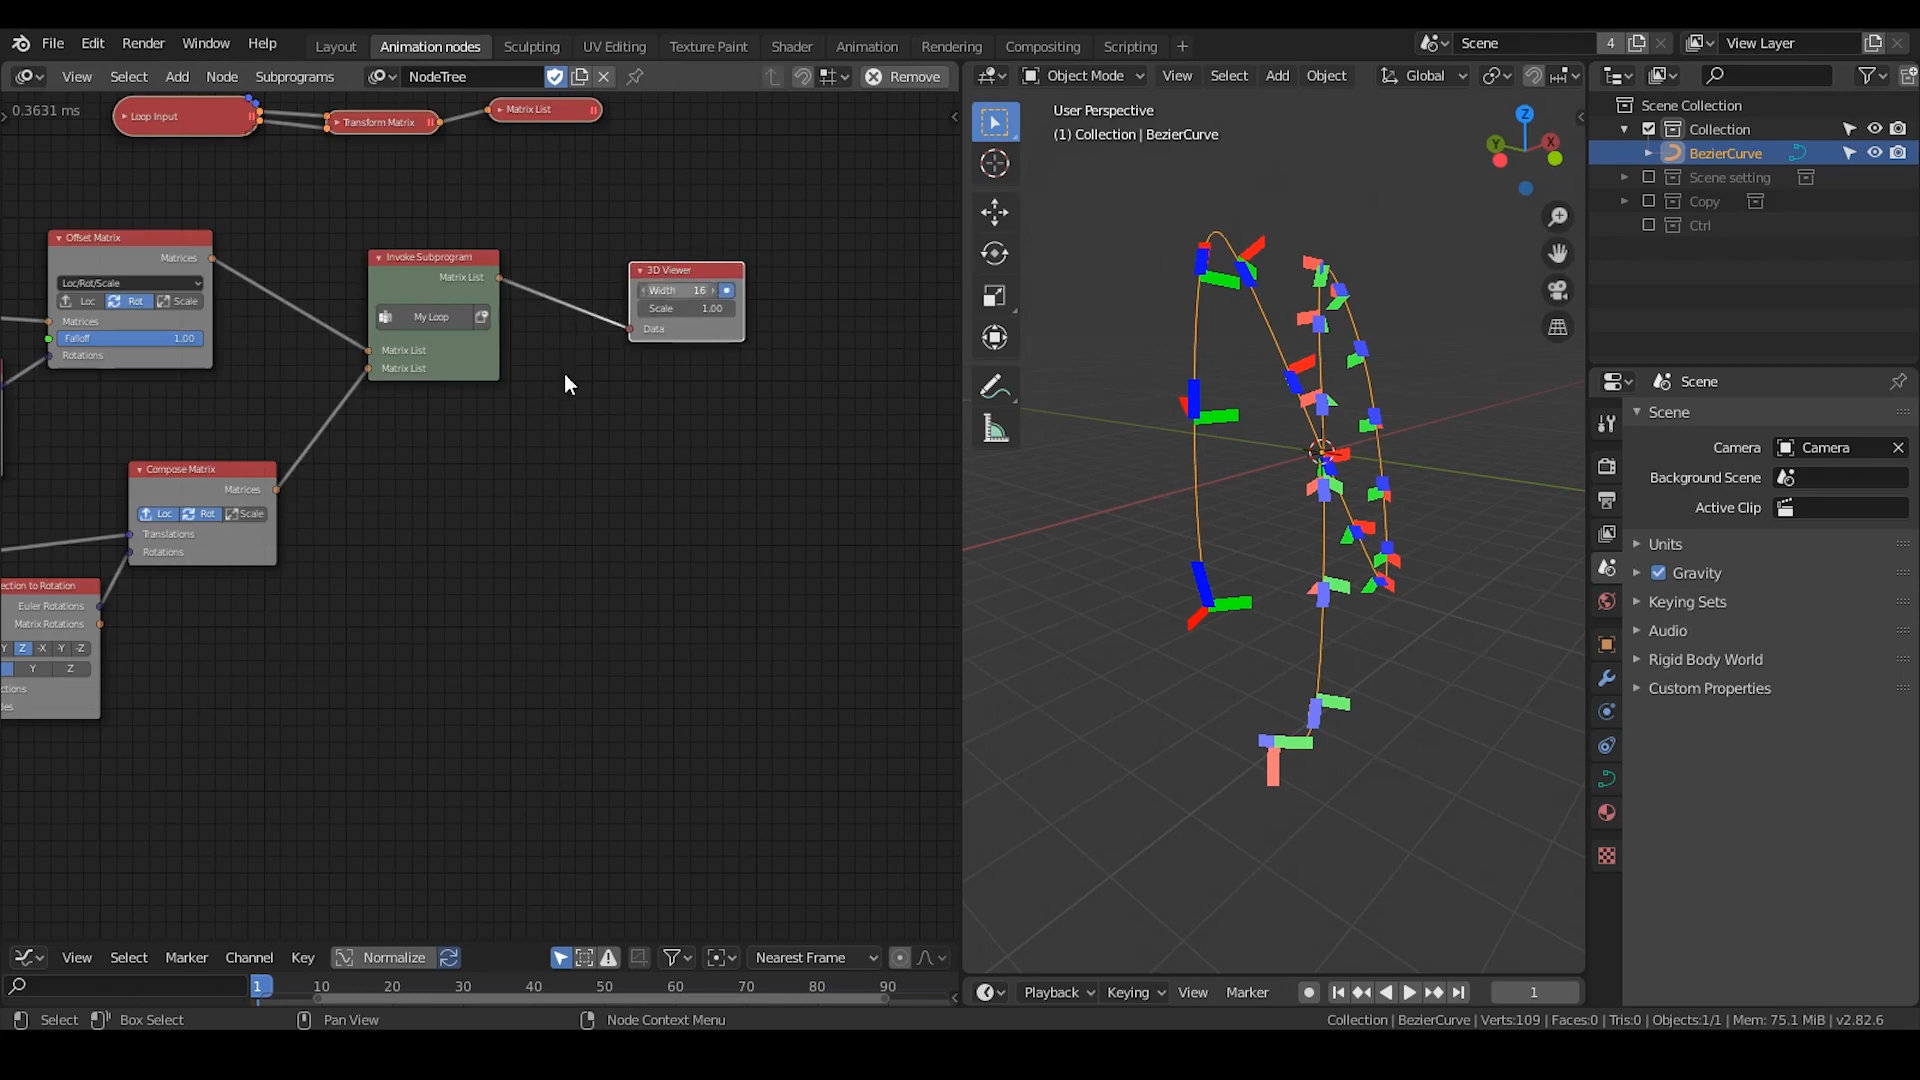 File Edit Render Window Help
Layout Animation nodes Sculpting UV Editing Texture Paint Shader Animation Rendering Compositing Scripting +
Scene 4
View Layer
View Select Add Node Subprograms
NodeTree
Remove
Object Mode View Select Add Object
Global
0.3631 ms
Loop Input
Transform Matrix
Matrix List
Offset Matrix
Matrices
Loc/Rot/Scale
Loc Rot Scale
Matrices
Falloff 1.00
Rotations
Invoke Subprogram
Matrix List
My Loop
Matrix List
Matrix List
3D Viewer
Width 16
Scale 1.00
Data
Compose Matrix
Matrices
Loc Rot Scale
Translations
Rotations
ection to Rotation
Euler Rotations
Matrix Rotations
Y Z -X -Y -Z
Y Z
ctions
des
User Perspective
(1) Collection | BezierCurve
Z
Y
X
Scene Collection
Collection
BezierCurve
Scene setting
Copy
Ctrl
Scene
Scene
Camera Camera
Background Scene
Active Clip
Units
Gravity
Keying Sets
Audio
Rigid Body World
Custom Properties
View Select Marker Channel Key
Normalize
Nearest Frame
1 10 20 30 40 50 60 70 80 90
Playback Keying View Marker
1
Select Box Select Pan View Node Context Menu
Collection | BezierCurve | Verts:109 | Faces:0 | Tris:0 | Objects:1/1 | Mem: 75.1 MiB | v2.82.6